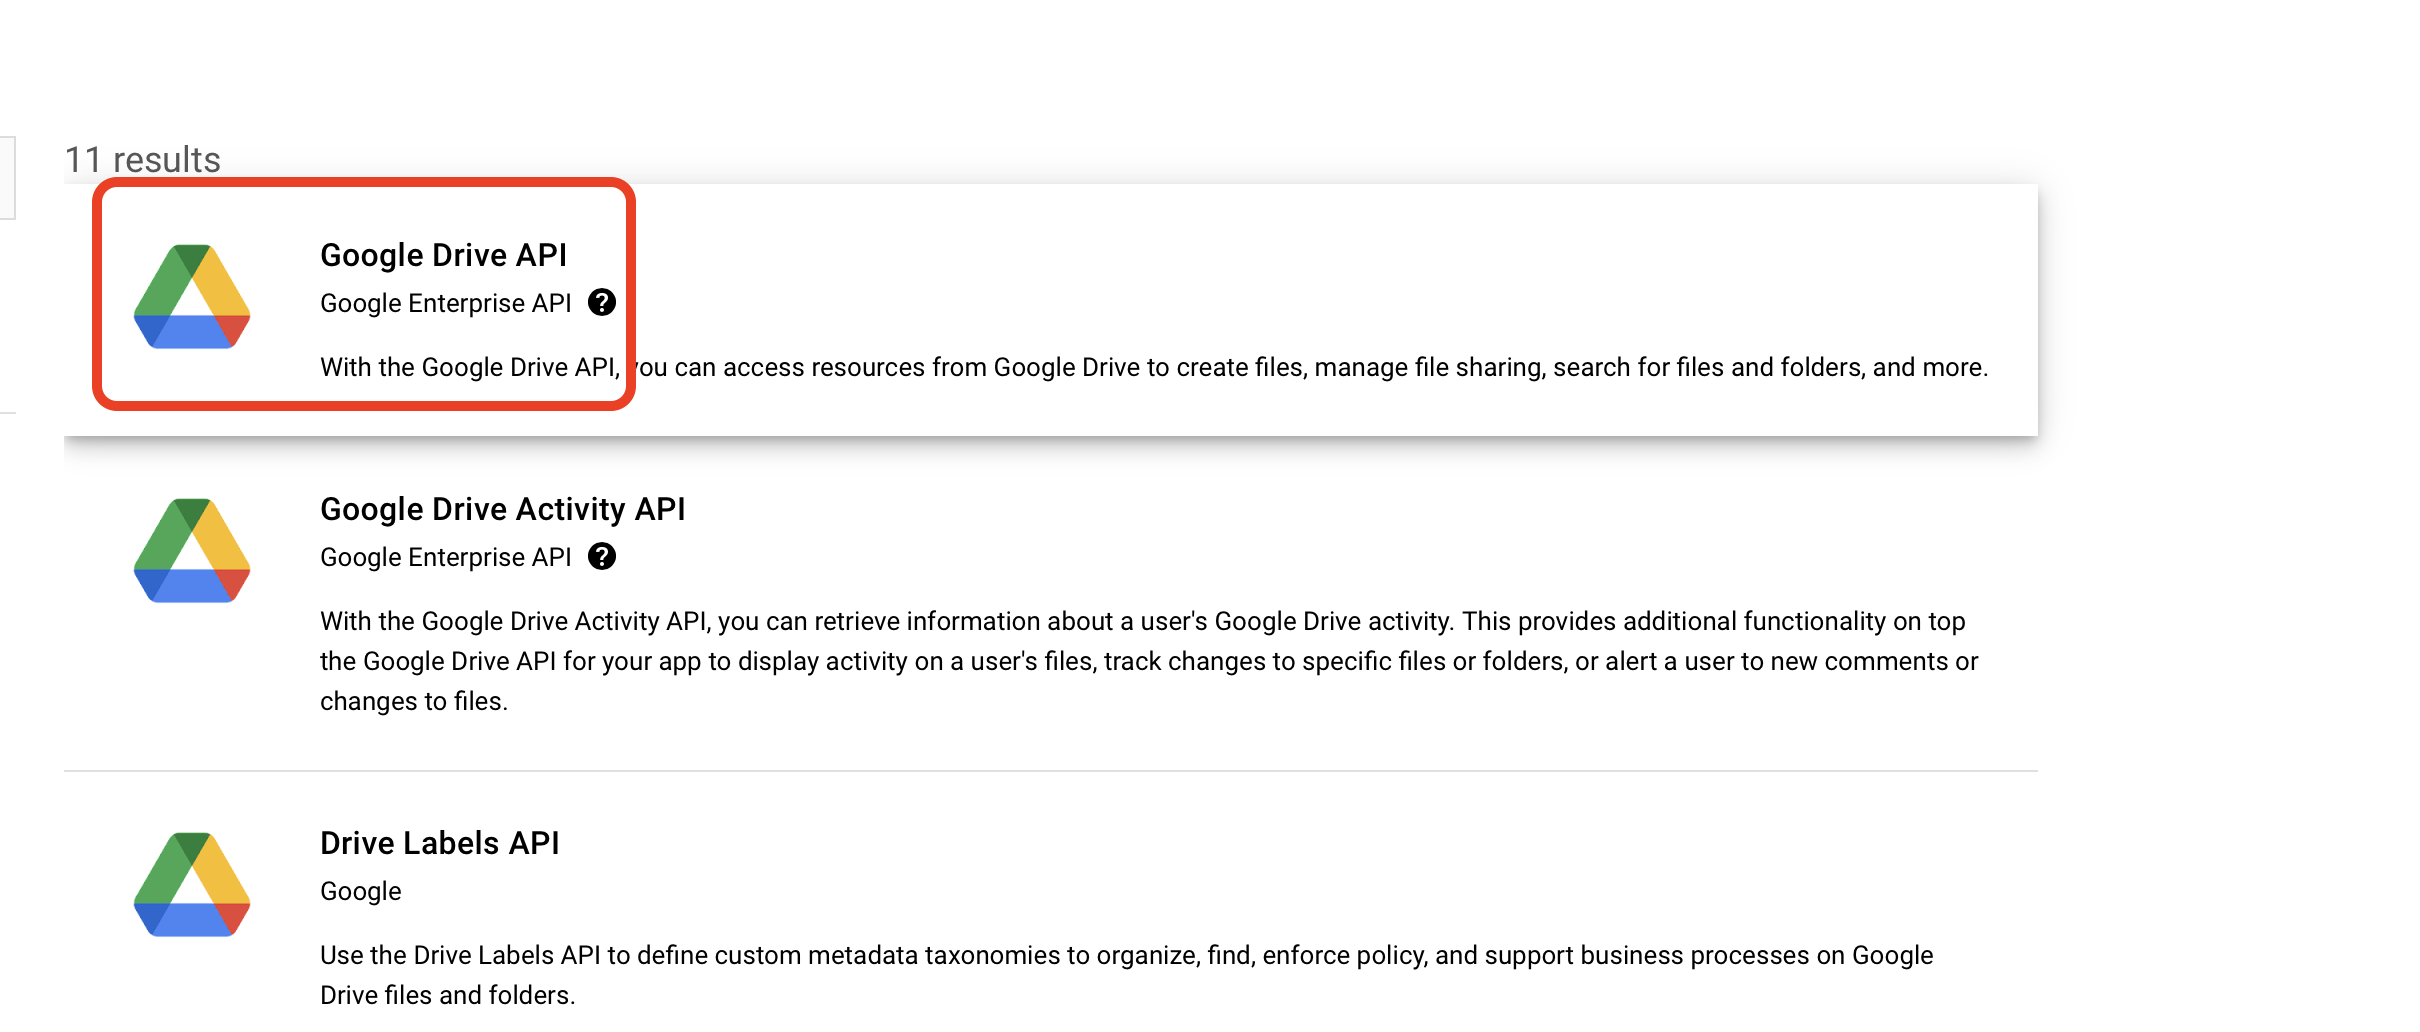 11 results
Google Drive API
Google Enterprise API
With the Google Drive API, you can access resources from Google Drive to create files, manage file sharing, search for files and folders, and more.
Google Drive Activity API
Google Enterprise API
With the Google Drive Activity API, you can retrieve information about a user's Google Drive activity. This provides additional functionality on top
the Google Drive API for your app to display activity on a user's files, track changes to specific files or folders, or alert a user to new comments or
changes to files.
Drive Labels API
Google
Use the Drive Labels API to define custom metadata taxonomies to organize, find, enforce policy, and support business processes on Google
Drive files and folders.